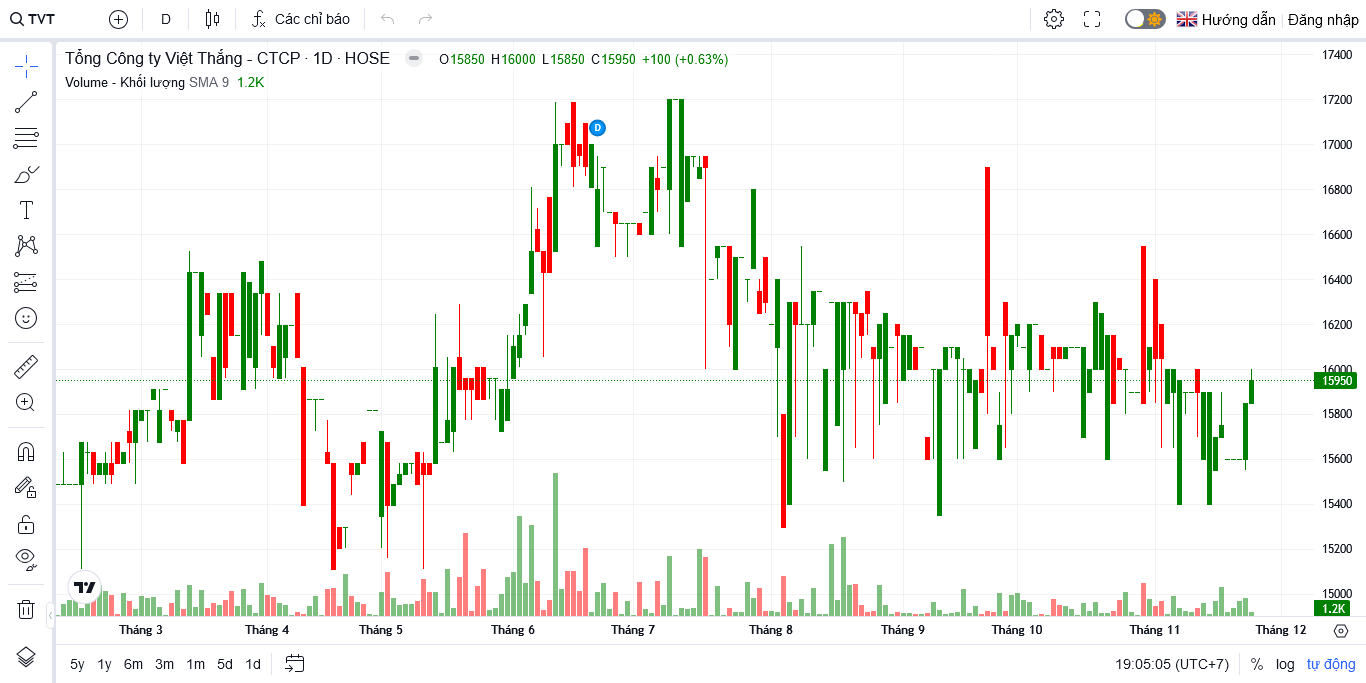 TVT D Các chỉ báo Hướng dẫn Đăng nhập
Tổng Công ty Việt Thắng - CTCP · 1D · HOSE O15850 H16000 L15850 C15950 +100 (+0.63%)
Volume - Khối lượng SMA 9 1.2K
D
17400
17200
17000
16800
16600
16400
16200
16000
15950
15800
15600
15400
15200
15000
1.2K
Tháng 3 Tháng 4 Tháng 5 Tháng 6 Tháng 7 Tháng 8 Tháng 9 Tháng 10 Tháng 11 Tháng 12
5y 1y 6m 3m 1m 5d 1d 19:05:05 (UTC+7) % log tự động